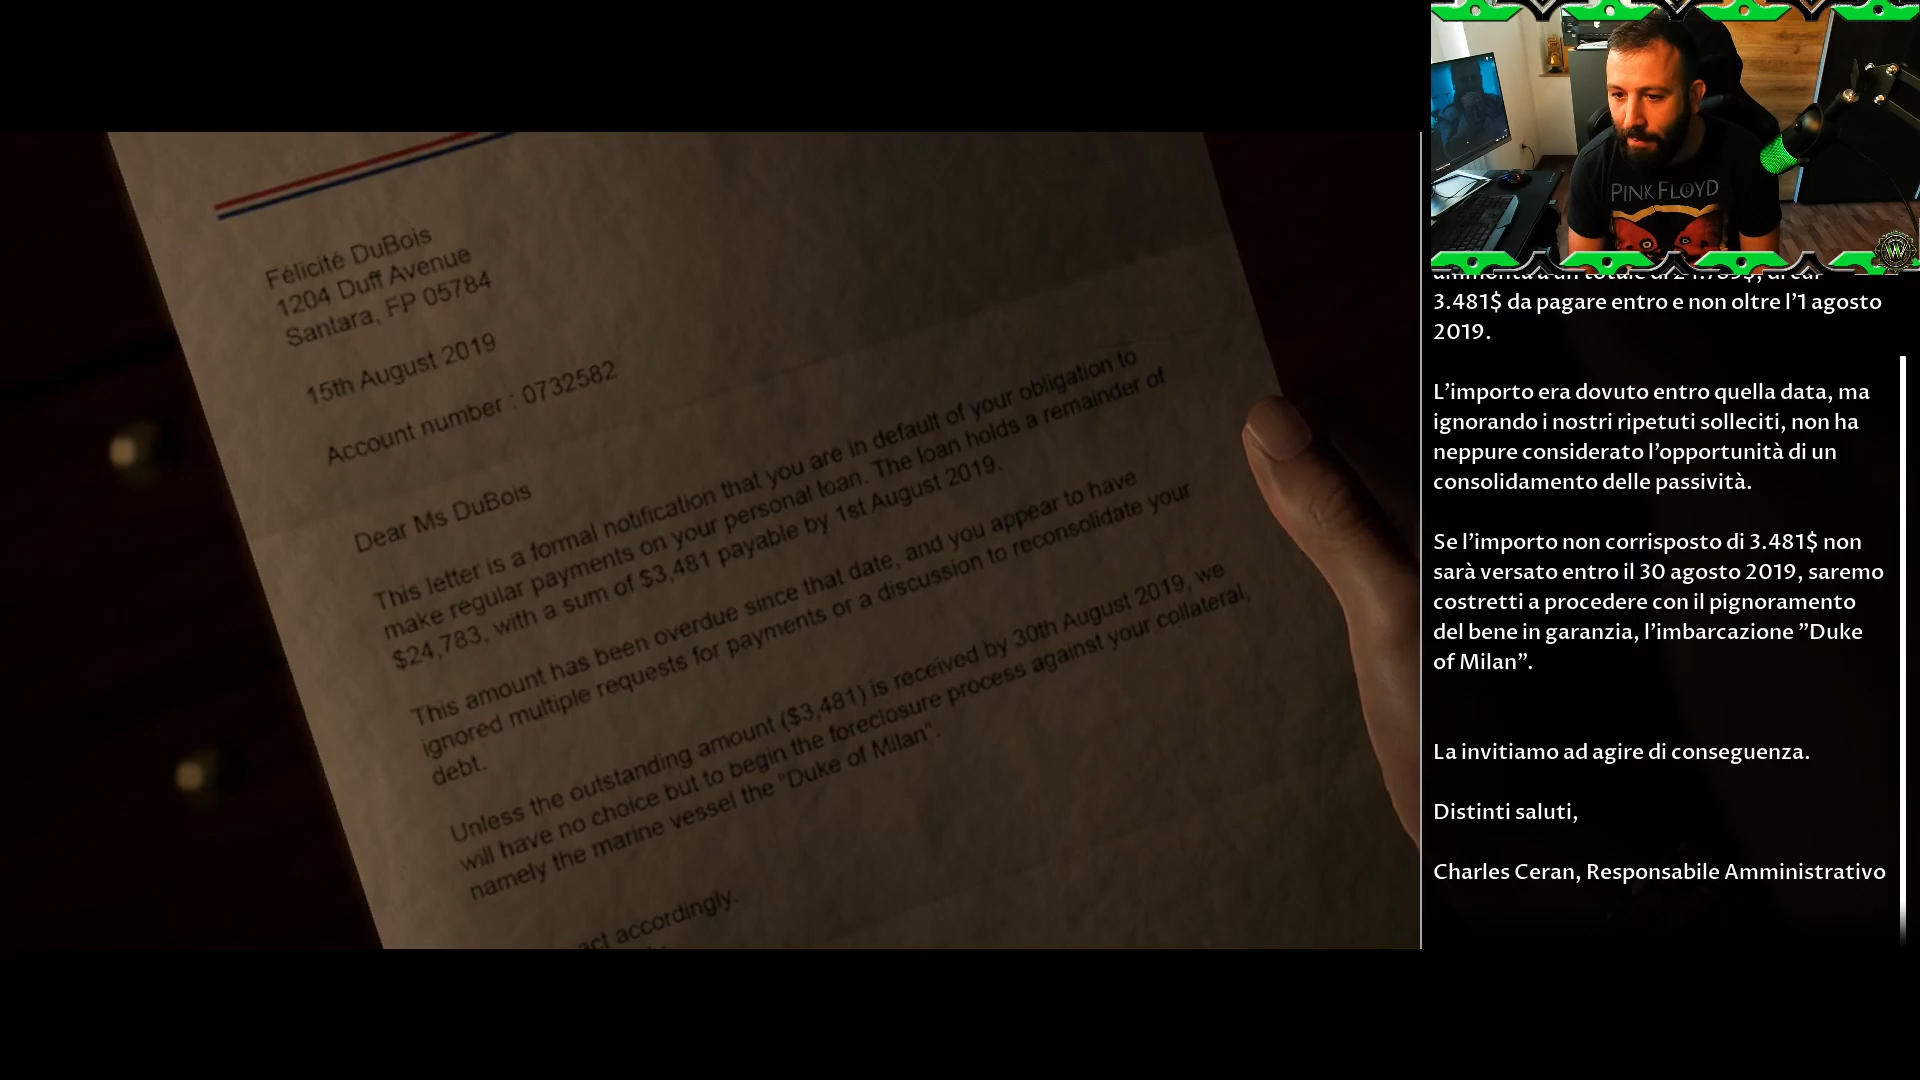 Félicité DuBois
1204 Duff Avenue
Santara, FP 05784
15th August 2019
Account number : 0732582
Dear Ms DuBois
This letter is a formal notification that you are in default of your obligation to
make regular payments on your personal loan. The loan holds a remainder of
$24,783, with a sum of $3,481 payable by 1st August 2019.
This amount has been overdue since that date, and you appear to have
ignored multiple requests for payments or a discussion to reconsolidate your
debt.
Unless the outstanding amount ($3,481) is received by 30th August 2019, we
will have no choice but to begin the foreclosure process against your collateral,
namely the marine vessel the "Duke of Milan".
act accordingly.
PINK FLOYD
3.481$ da pagare entro e non oltre l'1 agosto
2019.
L'importo era dovuto entro quella data, ma
ignorando i nostri ripetuti solleciti, non ha
neppure considerato l'opportunità di un
consolidamento delle passività.
Se l'importo non corrisposto di 3.481$ non
sarà versato entro il 30 agosto 2019, saremo
costretti a procedere con il pignoramento
del bene in garanzia, l'imbarcazione "Duke
of Milan".
La invitiamo ad agire di conseguenza.
Distinti saluti,
Charles Ceran, Responsabile Amministrativo